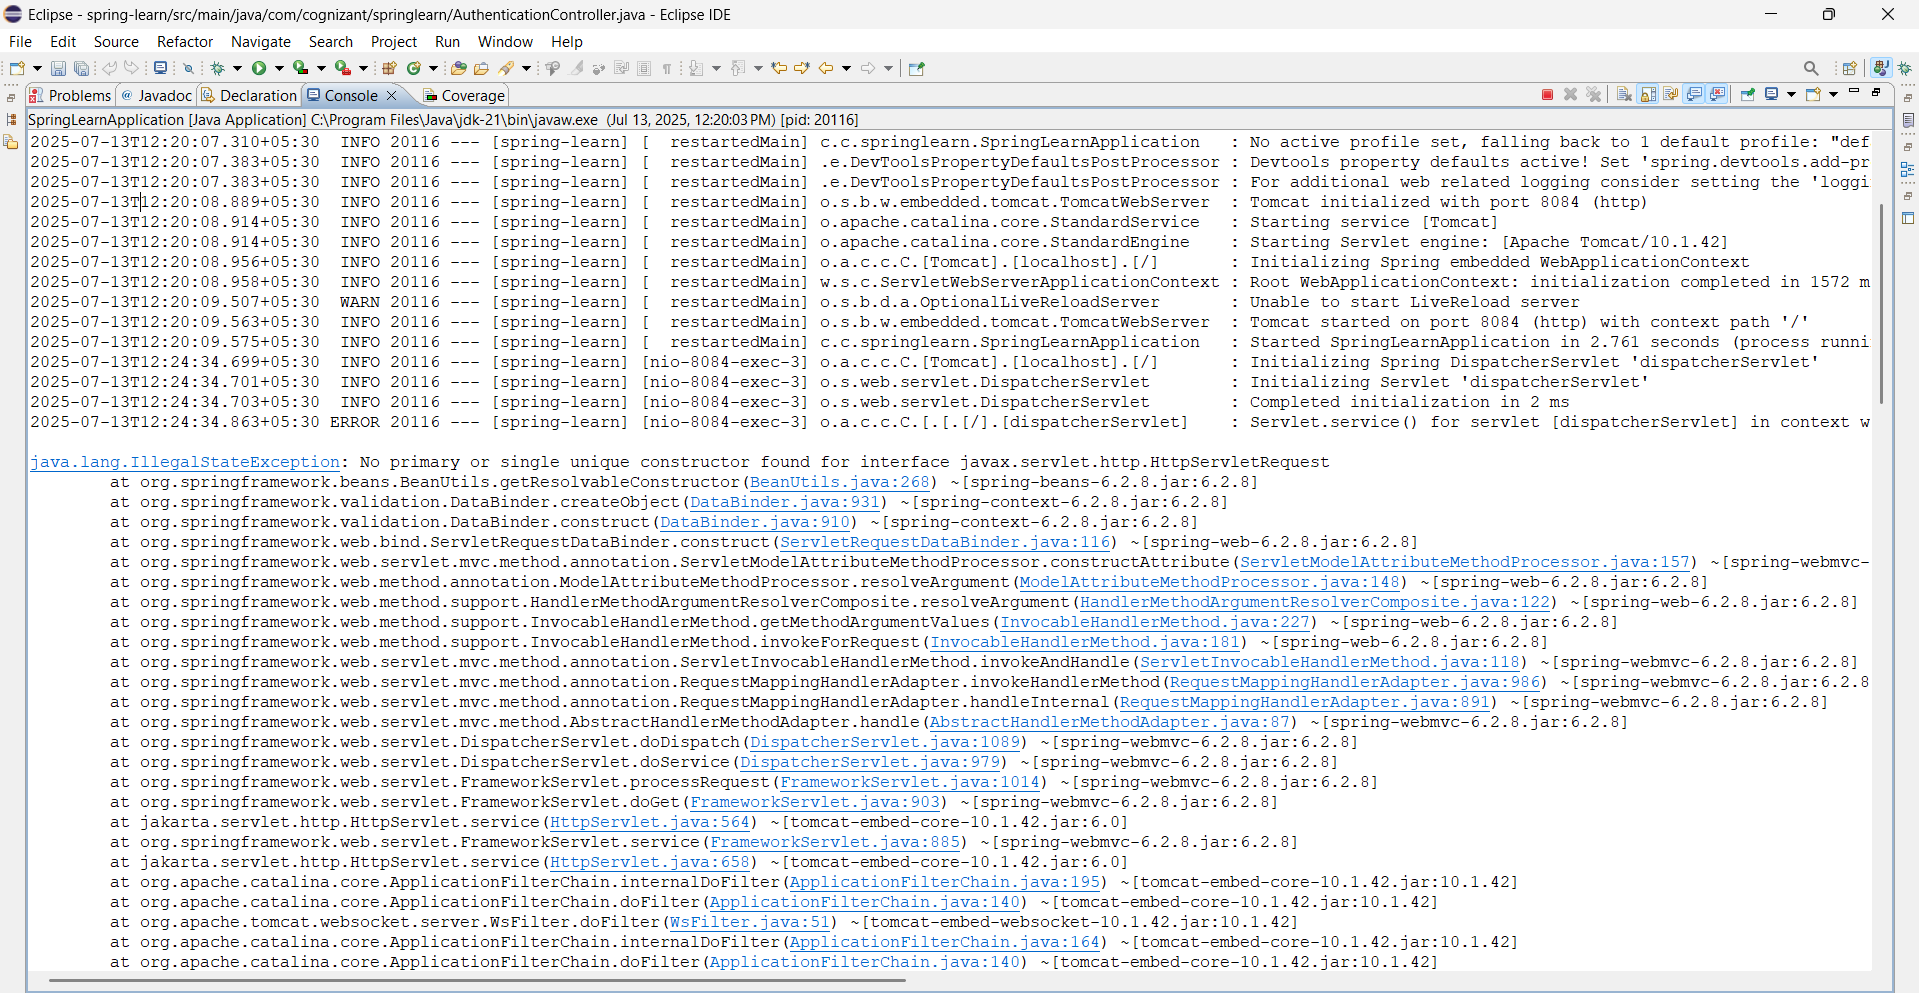 Eclipse - spring-learn/src/main/java/com/cognizant/springlearn/AuthenticationController.java - Eclipse IDE
File Edit Source Refactor Navigate Search Project Run Window Help
Problems @ Javadoc Declaration Console Coverage
SpringLearnApplication [Java Application] C:\Program Files\Java\jdk-21\bin\javaw.exe (Jul 13, 2025, 12:20:03 PM) [pid: 20116]
2025-07-13T12:20:07.310+05:30  INFO 20116 --- [spring-learn] [  restartedMain] c.c.springlearn.SpringLearnApplication   : No active profile set, falling back to 1 default profile: "def
2025-07-13T12:20:07.383+05:30  INFO 20116 --- [spring-learn] [  restartedMain] .e.DevToolsPropertyDefaultsPostProcessor : Devtools property defaults active! Set 'spring.devtools.add-pr
2025-07-13T12:20:07.383+05:30  INFO 20116 --- [spring-learn] [  restartedMain] .e.DevToolsPropertyDefaultsPostProcessor : For additional web related logging consider setting the 'loggi
2025-07-13T12:20:08.889+05:30  INFO 20116 --- [spring-learn] [  restartedMain] o.s.b.w.embedded.tomcat.TomcatWebServer  : Tomcat initialized with port 8084 (http)
2025-07-13T12:20:08.914+05:30  INFO 20116 --- [spring-learn] [  restartedMain] o.apache.catalina.core.StandardService   : Starting service [Tomcat]
2025-07-13T12:20:08.914+05:30  INFO 20116 --- [spring-learn] [  restartedMain] o.apache.catalina.core.StandardEngine    : Starting Servlet engine: [Apache Tomcat/10.1.42]
2025-07-13T12:20:08.956+05:30  INFO 20116 --- [spring-learn] [  restartedMain] o.a.c.c.C.[Tomcat].[localhost].[/]       : Initializing Spring embedded WebApplicationContext
2025-07-13T12:20:08.958+05:30  INFO 20116 --- [spring-learn] [  restartedMain] w.s.c.ServletWebServerApplicationContext : Root WebApplicationContext: initialization completed in 1572 m
2025-07-13T12:20:09.507+05:30  WARN 20116 --- [spring-learn] [  restartedMain] o.s.b.d.a.OptionalLiveReloadServer       : Unable to start LiveReload server
2025-07-13T12:20:09.563+05:30  INFO 20116 --- [spring-learn] [  restartedMain] o.s.b.w.embedded.tomcat.TomcatWebServer  : Tomcat started on port 8084 (http) with context path '/'
2025-07-13T12:20:09.575+05:30  INFO 20116 --- [spring-learn] [  restartedMain] c.c.springlearn.SpringLearnApplication   : Started SpringLearnApplication in 2.761 seconds (process runni
2025-07-13T12:24:34.699+05:30  INFO 20116 --- [spring-learn] [nio-8084-exec-3] o.a.c.c.C.[Tomcat].[localhost].[/]       : Initializing Spring DispatcherServlet 'dispatcherServlet'
2025-07-13T12:24:34.701+05:30  INFO 20116 --- [spring-learn] [nio-8084-exec-3] o.s.web.servlet.DispatcherServlet        : Initializing Servlet 'dispatcherServlet'
2025-07-13T12:24:34.703+05:30  INFO 20116 --- [spring-learn] [nio-8084-exec-3] o.s.web.servlet.DispatcherServlet        : Completed initialization in 2 ms
2025-07-13T12:24:34.863+05:30 ERROR 20116 --- [spring-learn] [nio-8084-exec-3] o.a.c.c.C.[.[.[/].[dispatcherServlet]    : Servlet.service() for servlet [dispatcherServlet] in context w
java.lang.IllegalStateException: No primary or single unique constructor found for interface javax.servlet.http.HttpServletRequest
at org.springframework.beans.BeanUtils.getResolvableConstructor(BeanUtils.java:268) ~[spring-beans-6.2.8.jar:6.2.8]
at org.springframework.validation.DataBinder.createObject(DataBinder.java:931) ~[spring-context-6.2.8.jar:6.2.8]
at org.springframework.validation.DataBinder.construct(DataBinder.java:910) ~[spring-context-6.2.8.jar:6.2.8]
at org.springframework.web.bind.ServletRequestDataBinder.construct(ServletRequestDataBinder.java:116) ~[spring-web-6.2.8.jar:6.2.8]
at org.springframework.web.servlet.mvc.method.annotation.ServletModelAttributeMethodProcessor.constructAttribute(ServletModelAttributeMethodProcessor.java:157) ~[spring-webmvc-
at org.springframework.web.method.annotation.ModelAttributeMethodProcessor.resolveArgument(ModelAttributeMethodProcessor.java:148) ~[spring-web-6.2.8.jar:6.2.8]
at org.springframework.web.method.support.HandlerMethodArgumentResolverComposite.resolveArgument(HandlerMethodArgumentResolverComposite.java:122) ~[spring-web-6.2.8.jar:6.2.8]
at org.springframework.web.method.support.InvocableHandlerMethod.getMethodArgumentValues(InvocableHandlerMethod.java:227) ~[spring-web-6.2.8.jar:6.2.8]
at org.springframework.web.method.support.InvocableHandlerMethod.invokeForRequest(InvocableHandlerMethod.java:181) ~[spring-web-6.2.8.jar:6.2.8]
at org.springframework.web.servlet.mvc.method.annotation.ServletInvocableHandlerMethod.invokeAndHandle(ServletInvocableHandlerMethod.java:118) ~[spring-webmvc-6.2.8.jar:6.2.8]
at org.springframework.web.servlet.mvc.method.annotation.RequestMappingHandlerAdapter.invokeHandlerMethod(RequestMappingHandlerAdapter.java:986) ~[spring-webmvc-6.2.8.jar:6.2.8
at org.springframework.web.servlet.mvc.method.annotation.RequestMappingHandlerAdapter.handleInternal(RequestMappingHandlerAdapter.java:891) ~[spring-webmvc-6.2.8.jar:6.2.8]
at org.springframework.web.servlet.mvc.method.AbstractHandlerMethodAdapter.handle(AbstractHandlerMethodAdapter.java:87) ~[spring-webmvc-6.2.8.jar:6.2.8]
at org.springframework.web.servlet.DispatcherServlet.doDispatch(DispatcherServlet.java:1089) ~[spring-webmvc-6.2.8.jar:6.2.8]
at org.springframework.web.servlet.DispatcherServlet.doService(DispatcherServlet.java:979) ~[spring-webmvc-6.2.8.jar:6.2.8]
at org.springframework.web.servlet.FrameworkServlet.processRequest(FrameworkServlet.java:1014) ~[spring-webmvc-6.2.8.jar:6.2.8]
at org.springframework.web.servlet.FrameworkServlet.doGet(FrameworkServlet.java:903) ~[spring-webmvc-6.2.8.jar:6.2.8]
at jakarta.servlet.http.HttpServlet.service(HttpServlet.java:564) ~[tomcat-embed-core-10.1.42.jar:6.0]
at org.springframework.web.servlet.FrameworkServlet.service(FrameworkServlet.java:885) ~[spring-webmvc-6.2.8.jar:6.2.8]
at jakarta.servlet.http.HttpServlet.service(HttpServlet.java:658) ~[tomcat-embed-core-10.1.42.jar:6.0]
at org.apache.catalina.core.ApplicationFilterChain.internalDoFilter(ApplicationFilterChain.java:195) ~[tomcat-embed-core-10.1.42.jar:10.1.42]
at org.apache.catalina.core.ApplicationFilterChain.doFilter(ApplicationFilterChain.java:140) ~[tomcat-embed-core-10.1.42.jar:10.1.42]
at org.apache.tomcat.websocket.server.WsFilter.doFilter(WsFilter.java:51) ~[tomcat-embed-websocket-10.1.42.jar:10.1.42]
at org.apache.catalina.core.ApplicationFilterChain.internalDoFilter(ApplicationFilterChain.java:164) ~[tomcat-embed-core-10.1.42.jar:10.1.42]
at org.apache.catalina.core.ApplicationFilterChain.doFilter(ApplicationFilterChain.java:140) ~[tomcat-embed-core-10.1.42.jar:10.1.42]